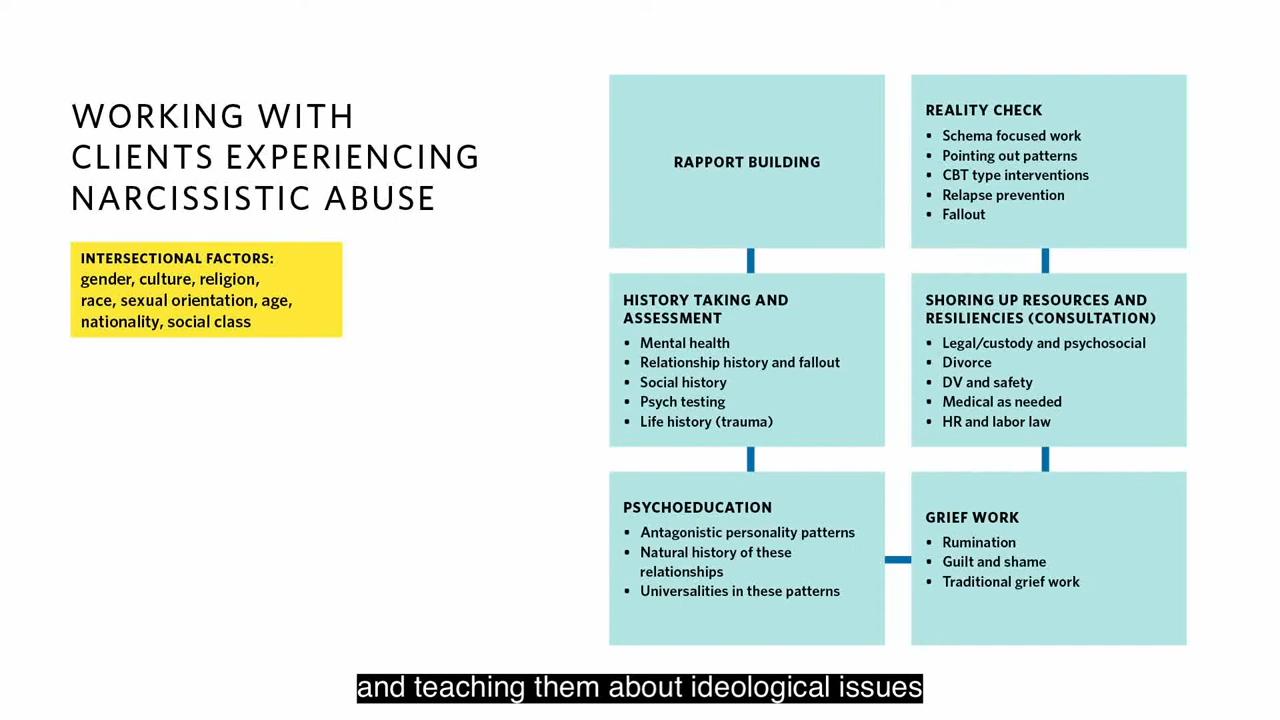 WORKING WITH
CLIENTS EXPERIENCING
NARCISSISTIC ABUSE
INTERSECTIONAL FACTORS:
gender, culture, religion,
race, sexual orientation, age,
nationality, social class
RAPPORT BUILDING
HISTORY TAKING AND
ASSESSMENT
• Mental health
• Relationship history and fallout
• Social history
• Psych testing
• Life history (trauma)
PSYCHOEDUCATION
• Antagonistic personality patterns
• Natural history of these
relationships
• Universalities in these patterns
GRIEF WORK
• Rumination
• Guilt and shame
• Traditional grief work
SHORING UP RESOURCES AND
RESILIENCIES (CONSULTATION)
• Legal/custody and psychosocial
• Divorce
• DV and safety
• Medical as needed
• HR and labor law
REALITY CHECK
• Schema focused work
• Pointing out patterns
• CBT type interventions
• Relapse prevention
• Fallout
and teaching them about ideological issues